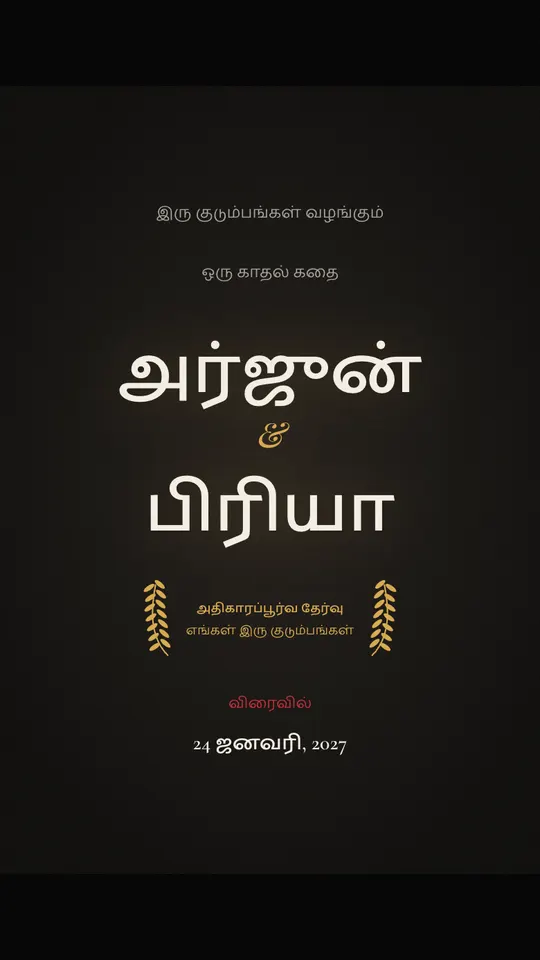 இரு குடும்பங்கள் வழங்கும்
ஒரு காதல் கதை
அர்ஜுன்
&
பிரியா
அதிகாரப்பூர்வ தேர்வு
எங்கள் இரு குடும்பங்கள்
விரைவில்
24 ஜனவரி, 2027